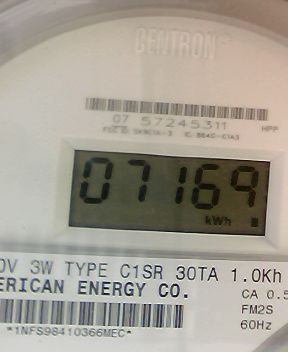 CENTRON
07 57245311
HPP
07169
kWh
0V 3W TYPE C1SR 30TA 1.0Kh
ERICAN ENERGY CO.
CA 0.5
FM2S
*1NFS98410366MEC*
60Hz